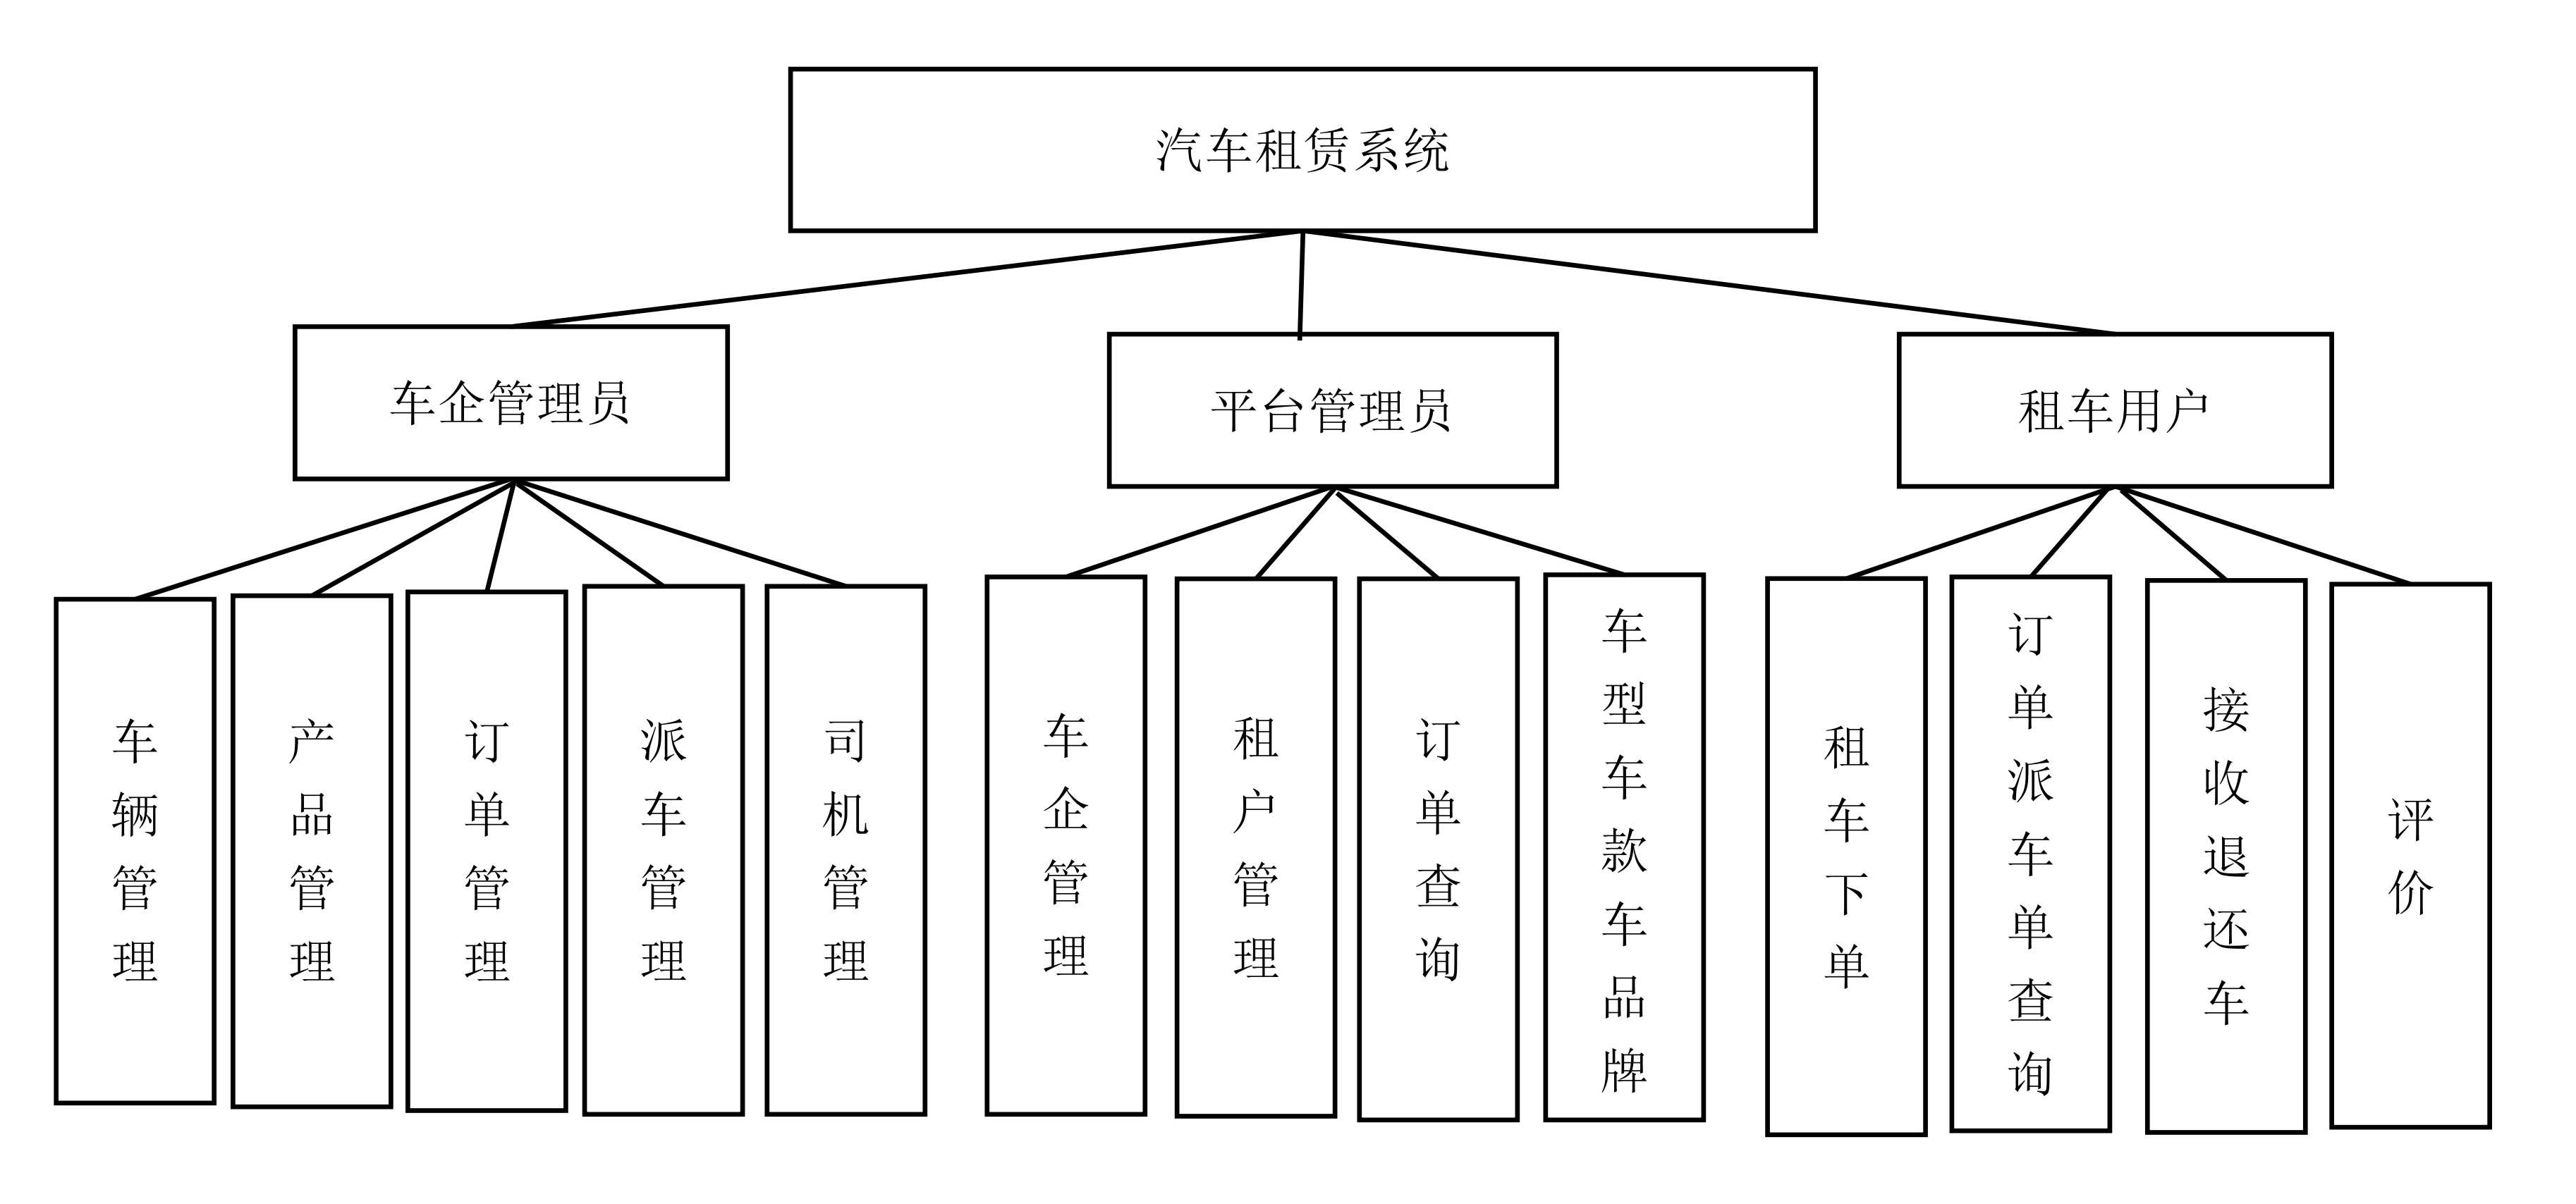 汽车租赁系统
车企管理员
平台管理员
租车用户
车辆管理
产品管理
订单管理
派车管理
司机管理
车企管理
租户管理
订单查询
车型车款车品牌
租车下单
订单派车单查询
接收退还车
评价